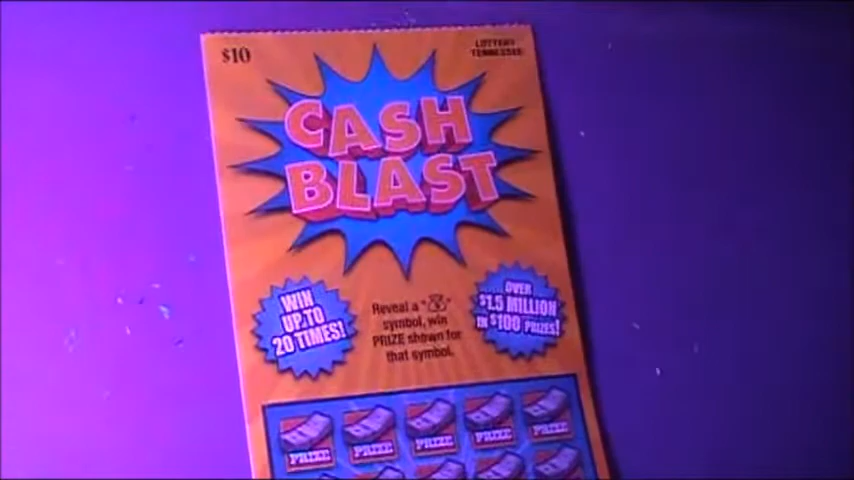 $10
LOTTERY
TENNESSEE
CASH
BLAST
WIN
UP TO
20 TIMES!
Reveal a " "
symbol, win
PRIZE shown for
that symbol.
OVER
$1.5 MILLION
IN $100 PRIZES!
PRIZE PRIZE PRIZE PRIZE PRIZE